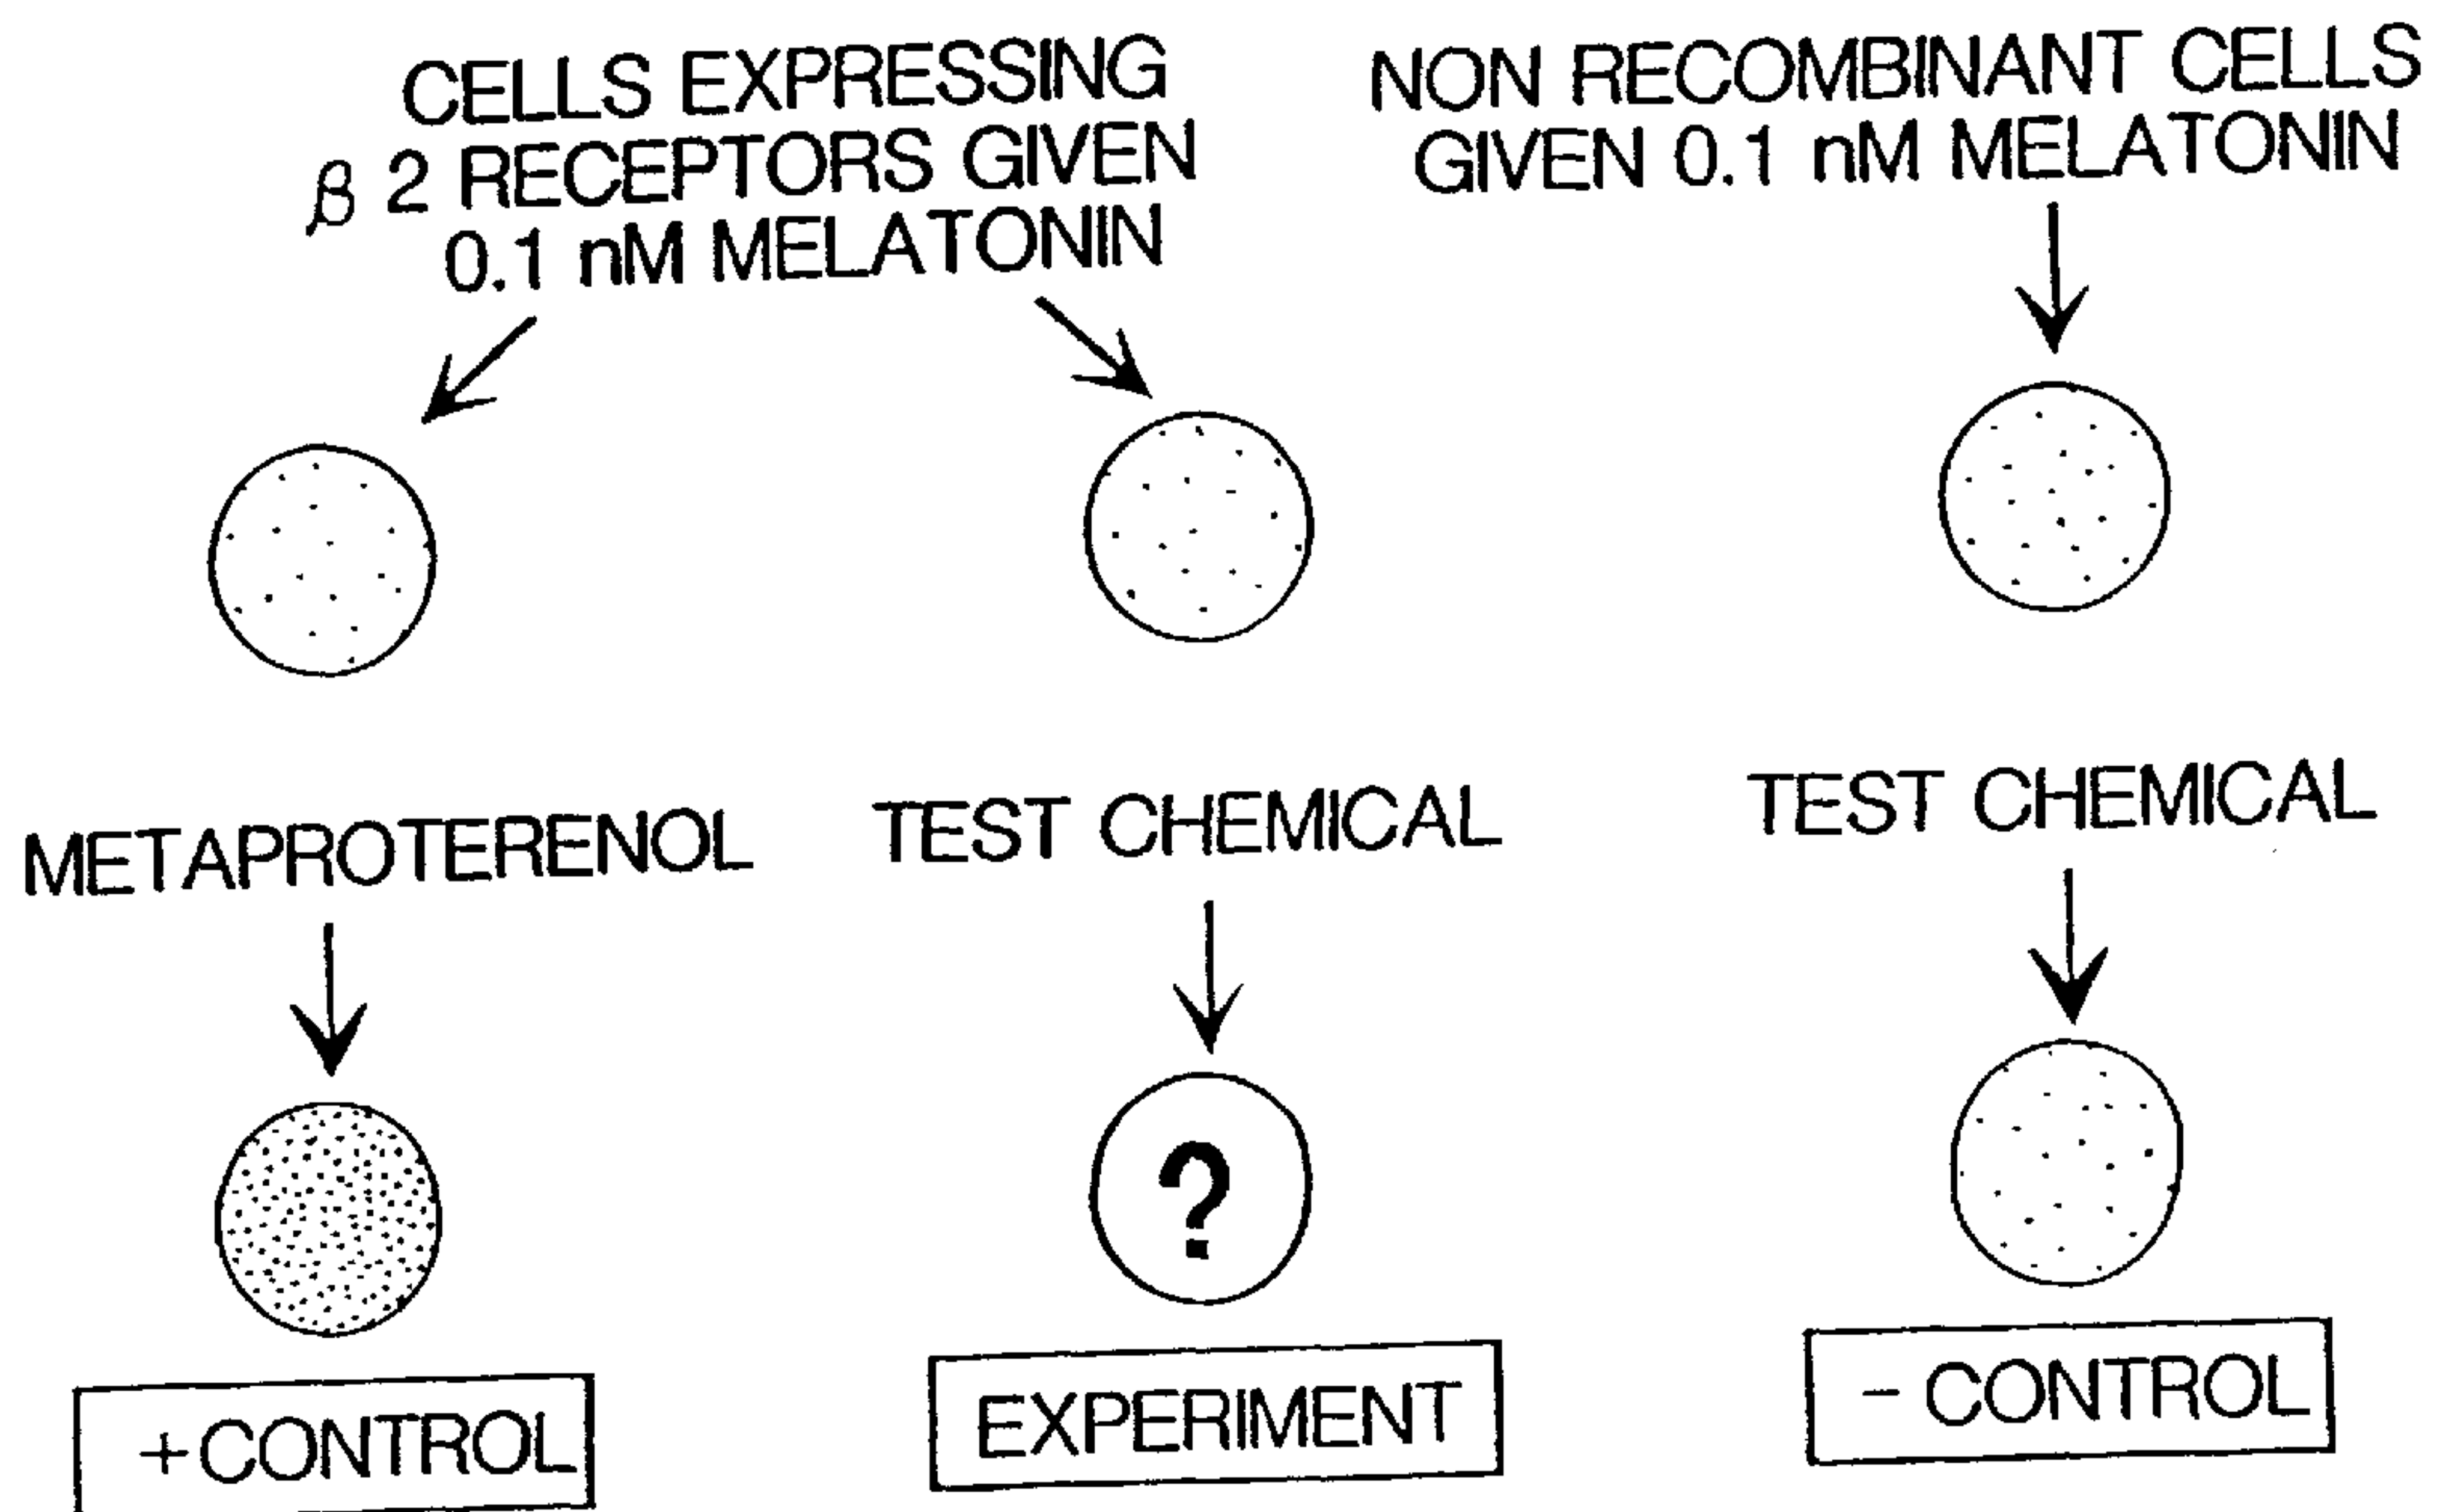 CELLS EXPRESSING
β 2 RECEPTORS GIVEN
0.1 nM MELATONIN
NON RECOMBINANT CELLS
GIVEN 0.1 nM MELATONIN
METAPROTERENOL
TEST CHEMICAL
TEST CHEMICAL
?
+CONTROL
EXPERIMENT
- CONTROL